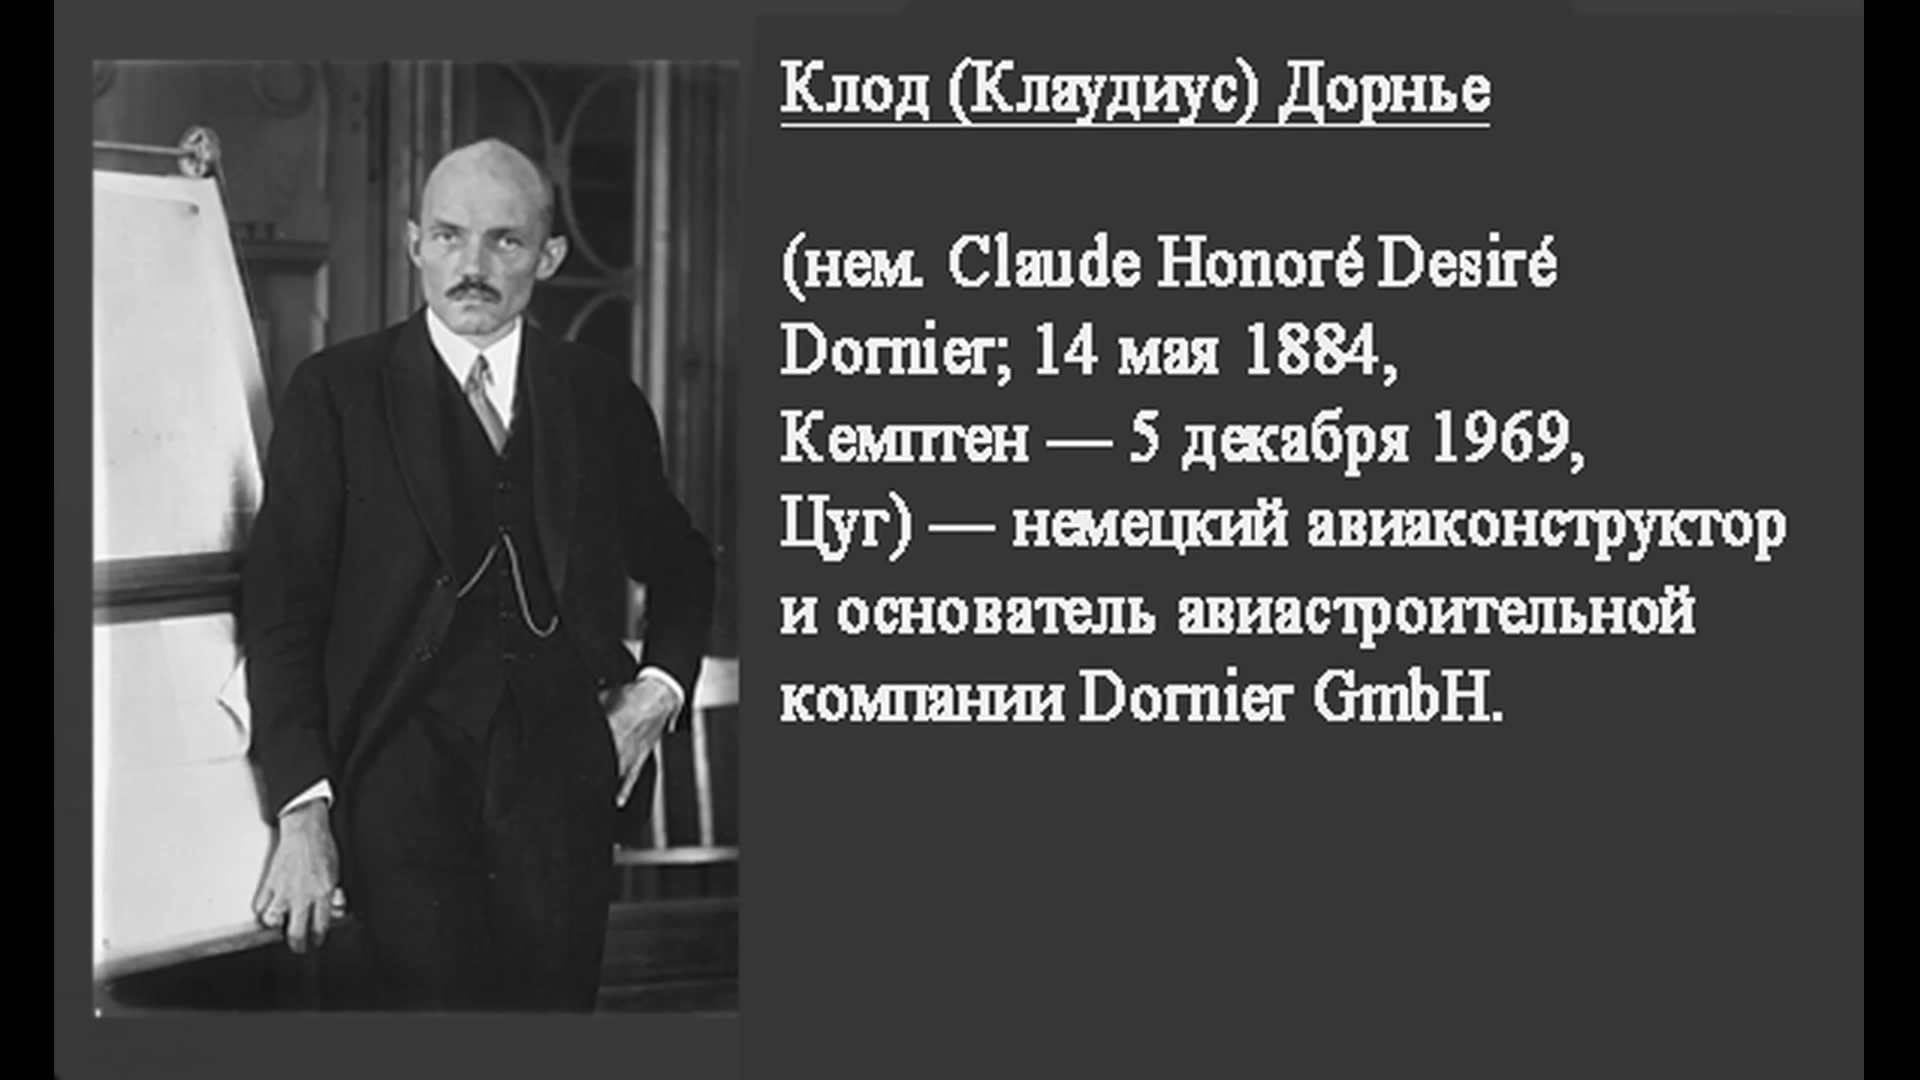 Клод (Клаудиус) Дорнье
(нем. Claude Honoré Desiré
Dornier; 14 мая 1884,
Кемптен — 5 декабря 1969,
Цуг) — немецкий авиаконструктор
и основатель авиастроительной
компании Dornier GmbH.